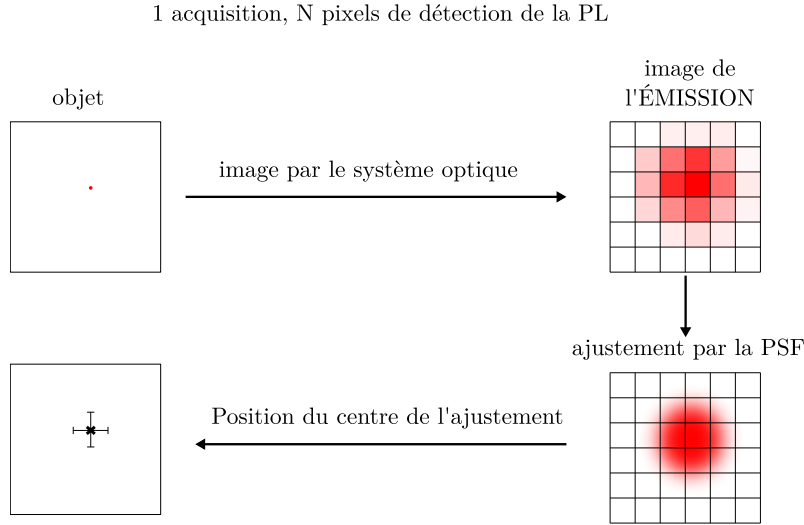 1 acquisition, N pixels de détection de la PL
objet
image de
l'ÉMISSION
image par le système optique
ajustement par la PSF
Position du centre de l'ajustement